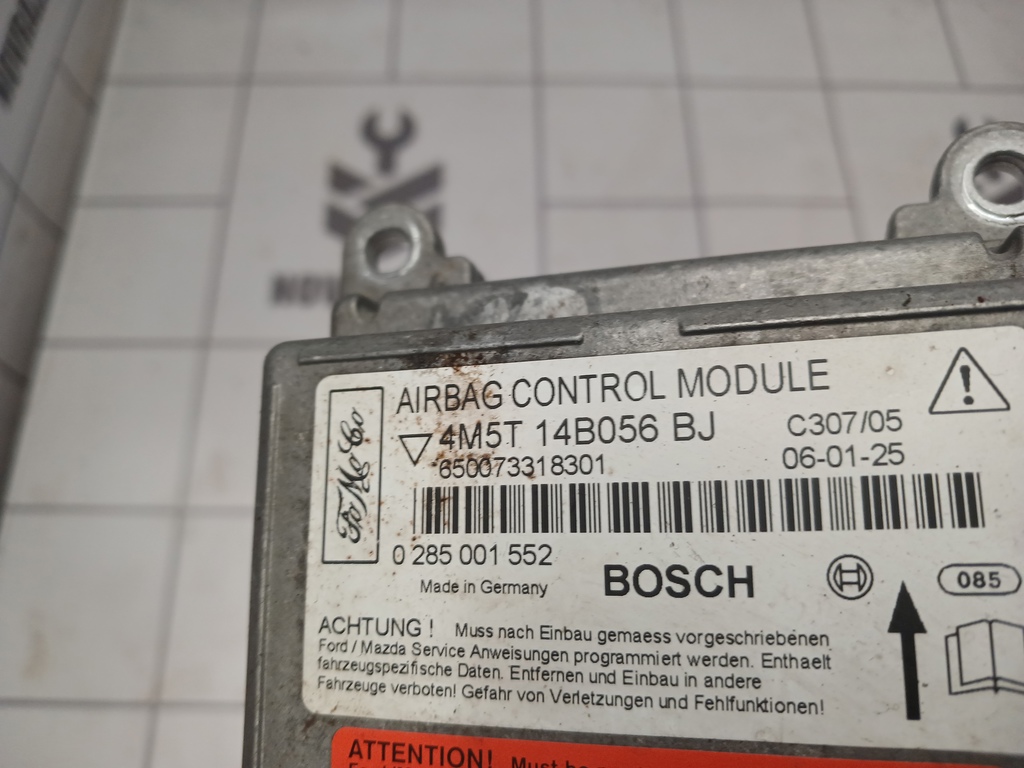 AIRBAG CONTROL MODULE
4M5T 14B056 BJ
C307/05
650073318301
06-01-25
FoMoCo
0 285 001 552
Made in Germany
BOSCH
085
ACHTUNG! Muss nach Einbau gemaess vorgeschriebenen
Ford / Mazda Service Anweisungen programmiert werden. Enthaelt
fahrzeugspezifische Daten. Entfernen und Einbau in andere
Fahrzeuge verboten! Gefahr von Verletzungen und Fehlfunktionen!
ATTENTION! Must be